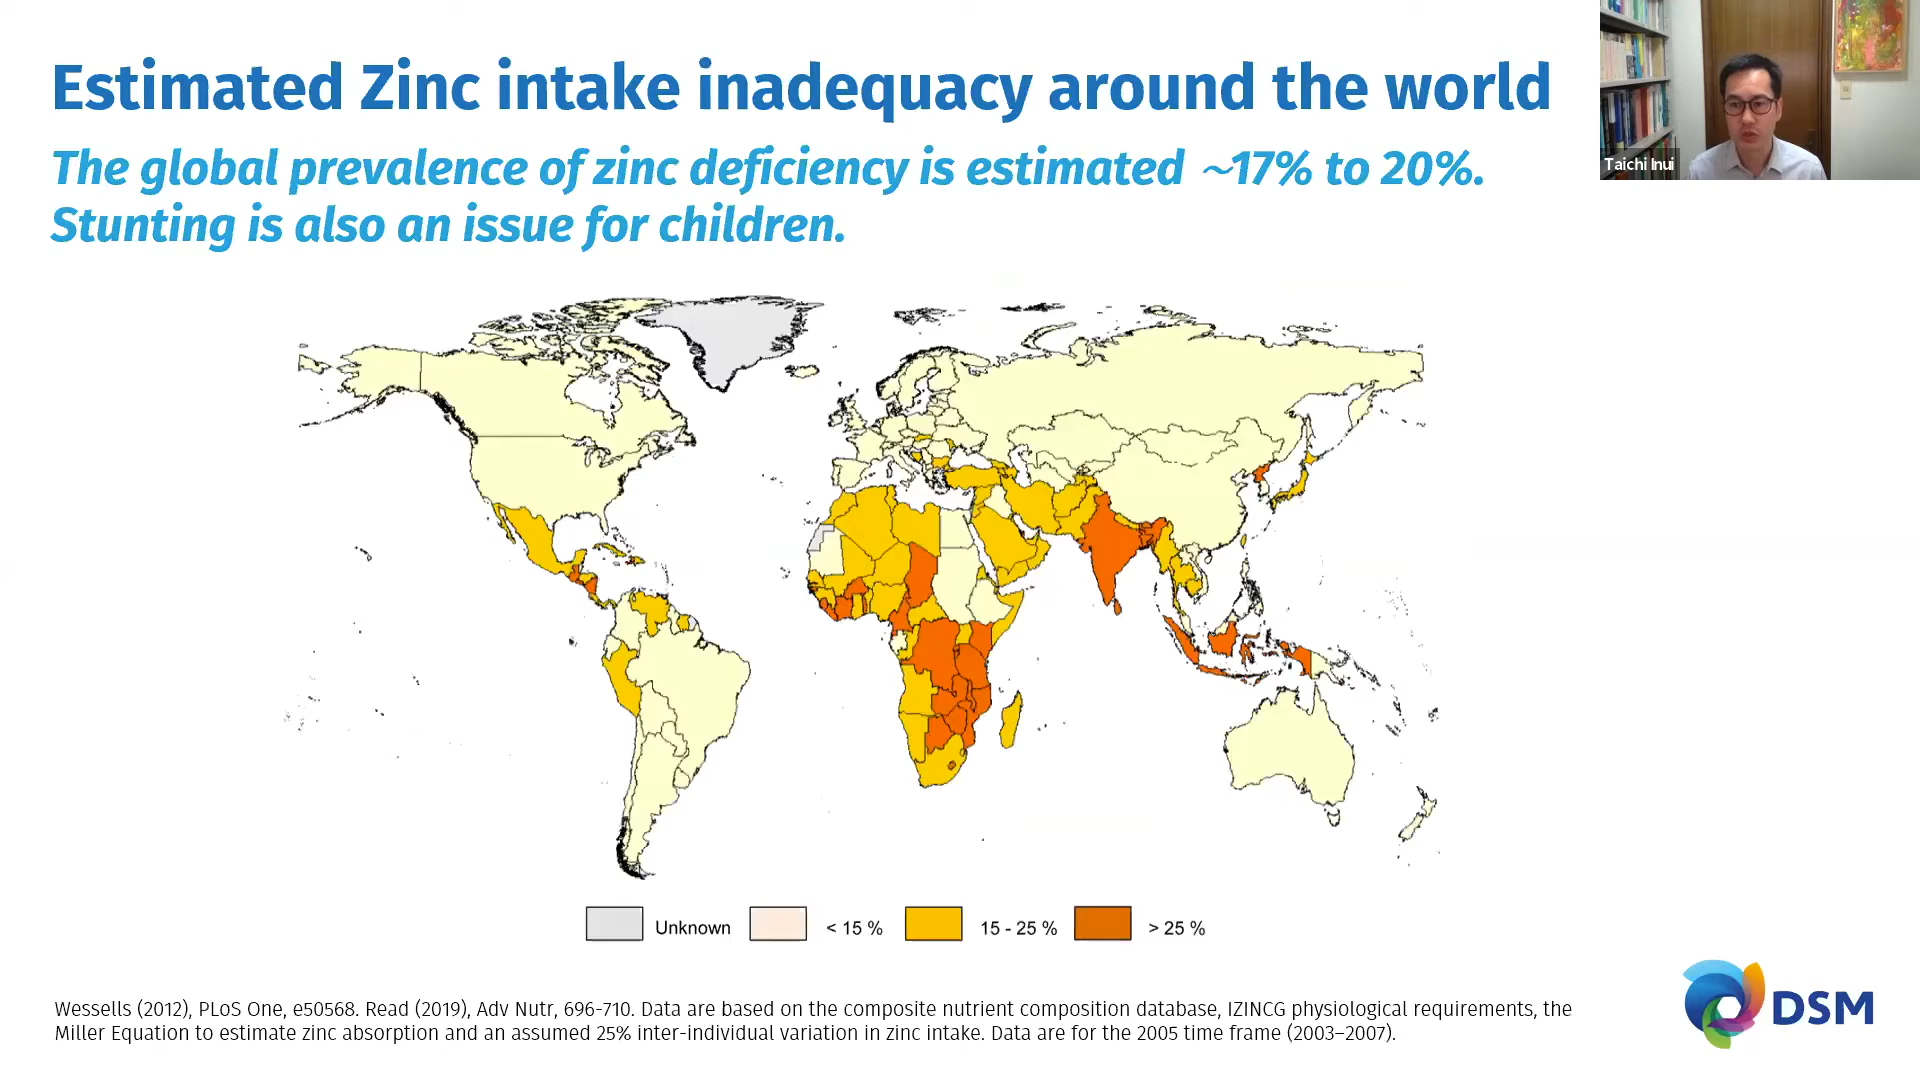 Estimated Zinc intake inadequacy around the world
The global prevalence of zinc deficiency is estimated ~17% to 20%.
Stunting is also an issue for children.
Taichi Inui
Unknown
< 15 %
15 - 25 %
> 25 %
Wessells (2012), PLoS One, e50568. Read (2019), Adv Nutr, 696-710. Data are based on the composite nutrient composition database, IZINCG physiological requirements, the
Miller Equation to estimate zinc absorption and an assumed 25% inter-individual variation in zinc intake. Data are for the 2005 time frame (2003–2007).
DSM